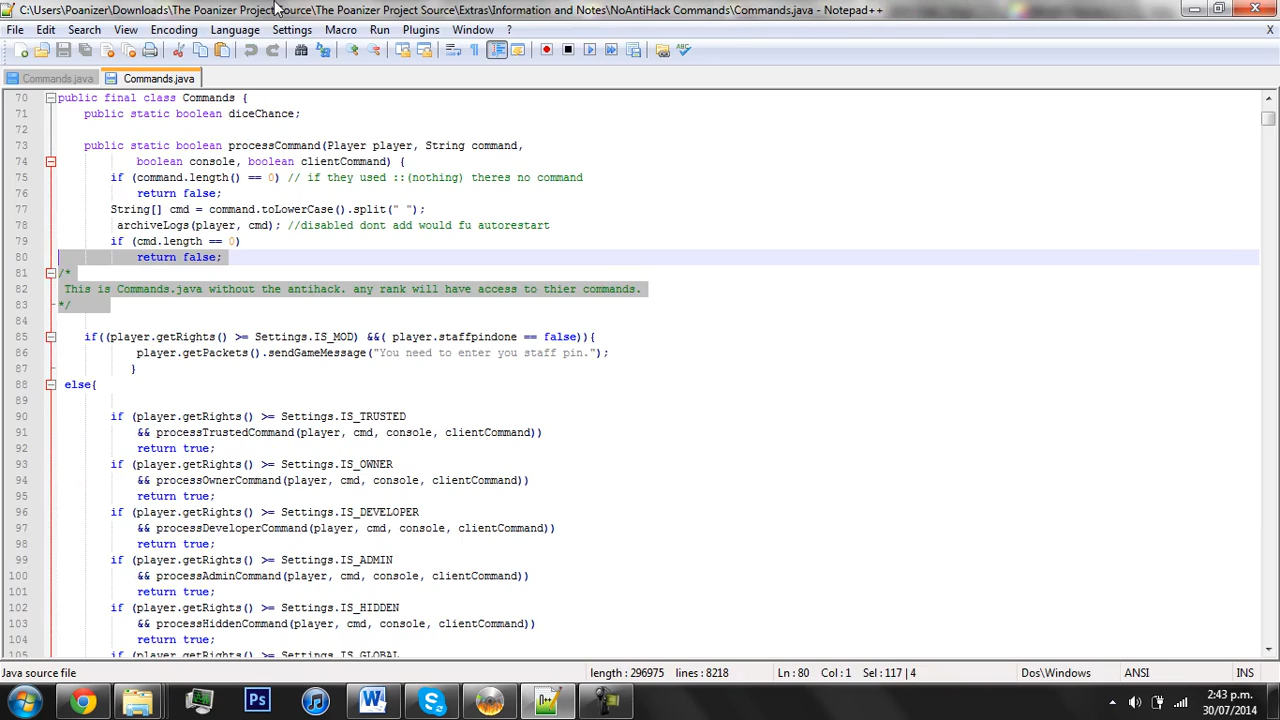 C:\Users\Poanizer\Downloads\The Poanizer Project Source\The Poanizer Project Source\Extras\Information and Notes\NoAntiHack Commands\Commands.java - Notepad++
File Edit Search View Encoding Language Settings Macro Run Plugins Window ? X
Commands.java Commands.java
70 public final class Commands {
71 public static boolean diceChance;
72
73 public static boolean processCommand(Player player, String command,
74 boolean console, boolean clientCommand) {
75 if (command.length() == 0) // if they used ::(nothing) theres no command
76 return false;
77 String[] cmd = command.toLowerCase().split(" ");
78 archiveLogs(player, cmd); //disabled dont add would fu autorestart
79 if (cmd.length == 0)
80 return false;
81 /*
82 This is Commands.java without the antihack. any rank will have access to thier commands.
83 */
84
85 if((player.getRights() >= Settings.IS_MOD) &&( player.staffpindone == false)){
86 player.getPackets().sendGameMessage("You need to enter you staff pin.");
87 }
88 else{
89
90 if (player.getRights() >= Settings.IS_TRUSTED
91 && processTrustedCommand(player, cmd, console, clientCommand))
92 return true;
93 if (player.getRights() >= Settings.IS_OWNER
94 && processOwnerCommand(player, cmd, console, clientCommand))
95 return true;
96 if (player.getRights() >= Settings.IS_DEVELOPER
97 && processDeveloperCommand(player, cmd, console, clientCommand))
98 return true;
99 if (player.getRights() >= Settings.IS_ADMIN
100 && processAdminCommand(player, cmd, console, clientCommand))
101 return true;
102 if (player.getRights() >= Settings.IS_HIDDEN
103 && processHiddenCommand(player, cmd, console, clientCommand))
104 return true;
105 if (player.getRights() >= Settings.IS_GLOBAL
Java source file length : 296975 lines : 8218 Ln : 80 Col : 1 Sel : 117 | 4 Dos\Windows ANSI INS
Ps W S
2:43 p.m.
30/07/2014